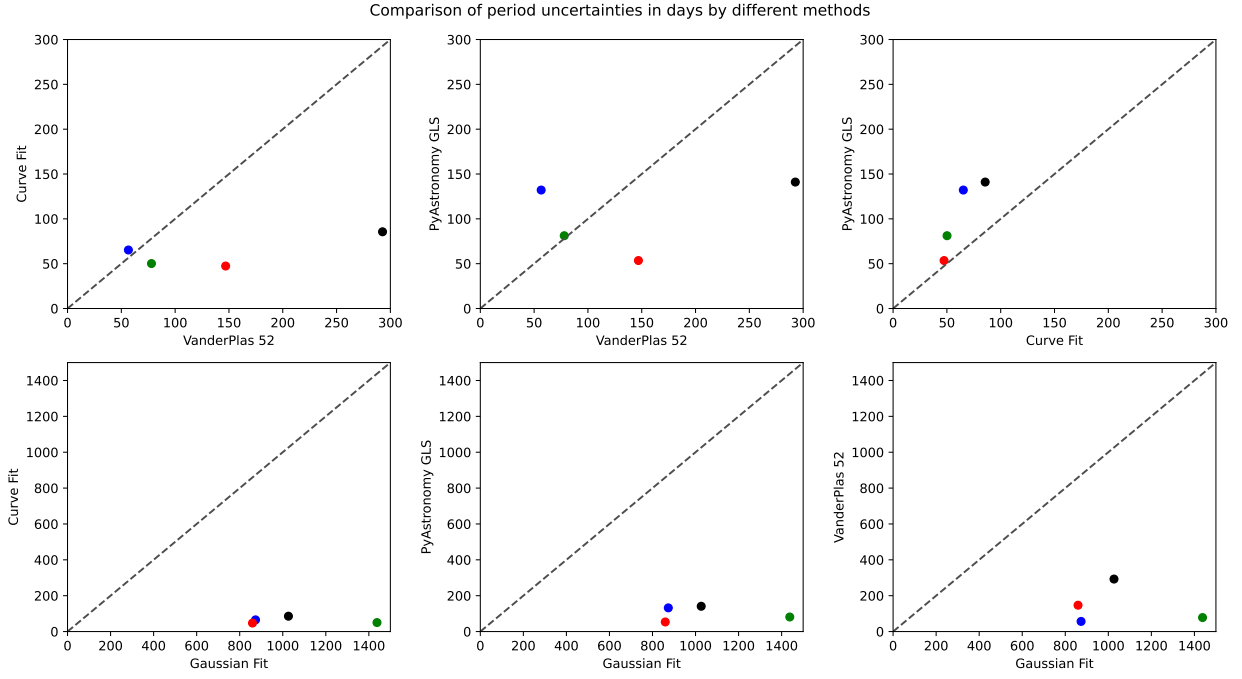 Comparison of period uncertainties in days by different methods
300
250
200
150
100
50
0
Curve Fit
0 50 100 150 200 250 300
VanderPlas 52
300
250
200
150
100
50
0
PyAstronomy GLS
0 50 100 150 200 250 300
VanderPlas 52
300
250
200
150
100
50
0
PyAstronomy GLS
0 50 100 150 200 250 300
Curve Fit
1400
1200
1000
800
600
400
200
0
Curve Fit
0 200 400 600 800 1000 1200 1400
Gaussian Fit
1400
1200
1000
800
600
400
200
0
PyAstronomy GLS
0 200 400 600 800 1000 1200 1400
Gaussian Fit
1400
1200
1000
800
600
400
200
0
VanderPlas 52
0 200 400 600 800 1000 1200 1400
Gaussian Fit